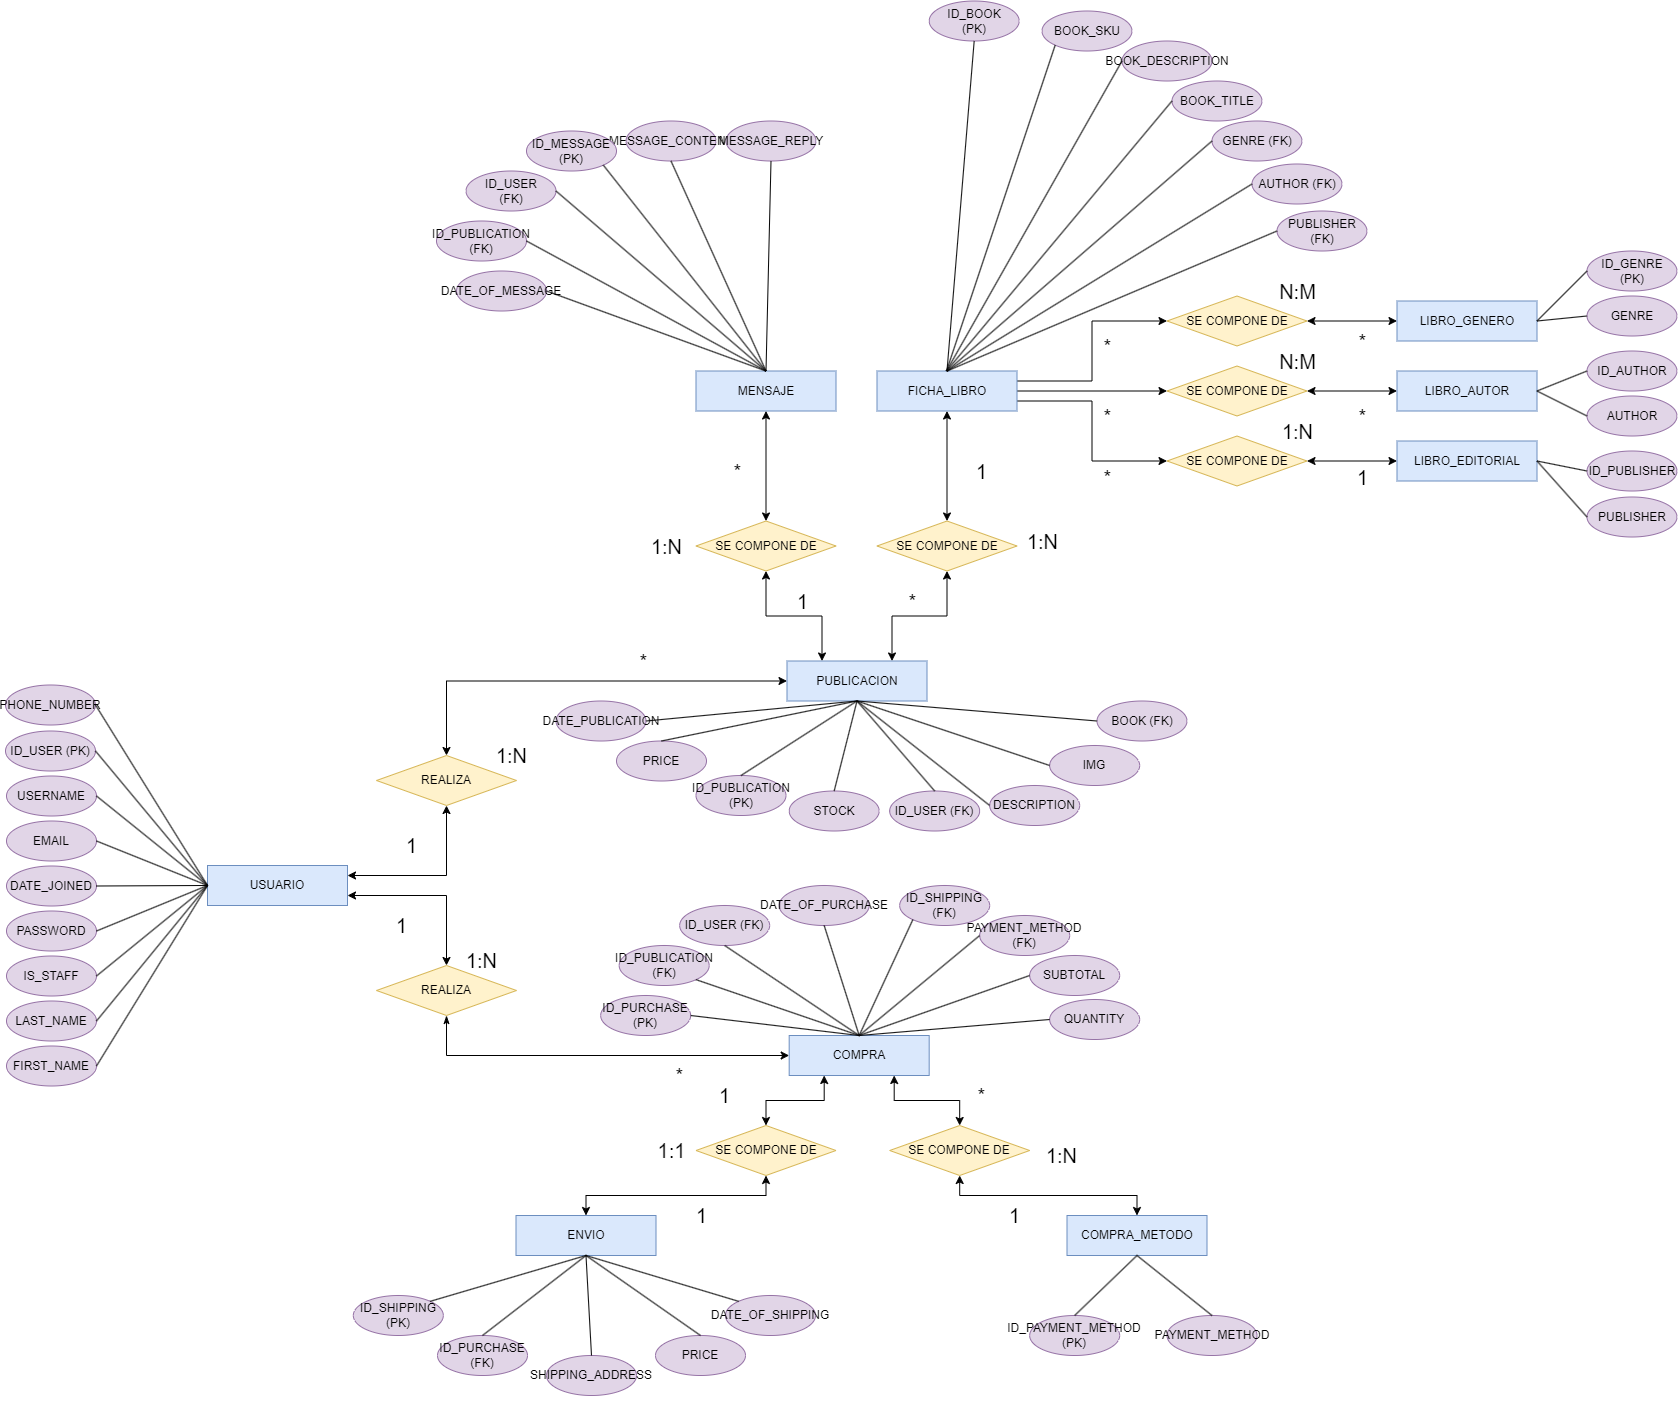 ID_BOOK
(PK)
BOOK_SKU
BOOK_DESCRIPTION
BOOK_TITLE
GENRE (FK)
AUTHOR (FK)
PUBLISHER
(FK)
ID_MESSAGE
(PK)
MESSAGE_CONTEN
MESSAGE_REPLY
ID_USER
(FK)
ID_PUBLICATION
(FK)
DATE_OF_MESSAGE
MENSAJE
FICHA_LIBRO
N:M
SE COMPONE DE
*
*
LIBRO_GENERO
ID_GENRE
(PK)
GENRE
N:M
SE COMPONE DE
*
*
LIBRO_AUTOR
ID_AUTHOR
AUTHOR
1:N
SE COMPONE DE
*
1
LIBRO_EDITORIAL
ID_PUBLISHER
PUBLISHER
*
1
1:N
SE COMPONE DE
SE COMPONE DE
1:N
1
*
*
PUBLICACION
DATE_PUBLICATION
PRICE
ID_PUBLICATION
(PK)
STOCK
ID_USER (FK)
DESCRIPTION
IMG
BOOK (FK)
1:N
REALIZA
1
PHONE_NUMBER
ID_USER (PK)
USERNAME
EMAIL
DATE_JOINED
PASSWORD
IS_STAFF
LAST_NAME
FIRST_NAME
USUARIO
1
1:N
REALIZA
*
ID_PURCHASE
(PK)
ID_PUBLICATION
(FK)
ID_USER (FK)
DATE_OF_PURCHASE
ID_SHIPPING
(FK)
PAYMENT_METHOD
(FK)
SUBTOTAL
QUANTITY
COMPRA
1
*
1:1
SE COMPONE DE
SE COMPONE DE
1:N
1
1
ENVIO
COMPRA_METODO
ID_SHIPPING
(PK)
ID_PURCHASE
(FK)
SHIPPING_ADDRESS
PRICE
DATE_OF_SHIPPING
ID_PAYMENT_METHOD
(PK)
PAYMENT_METHOD